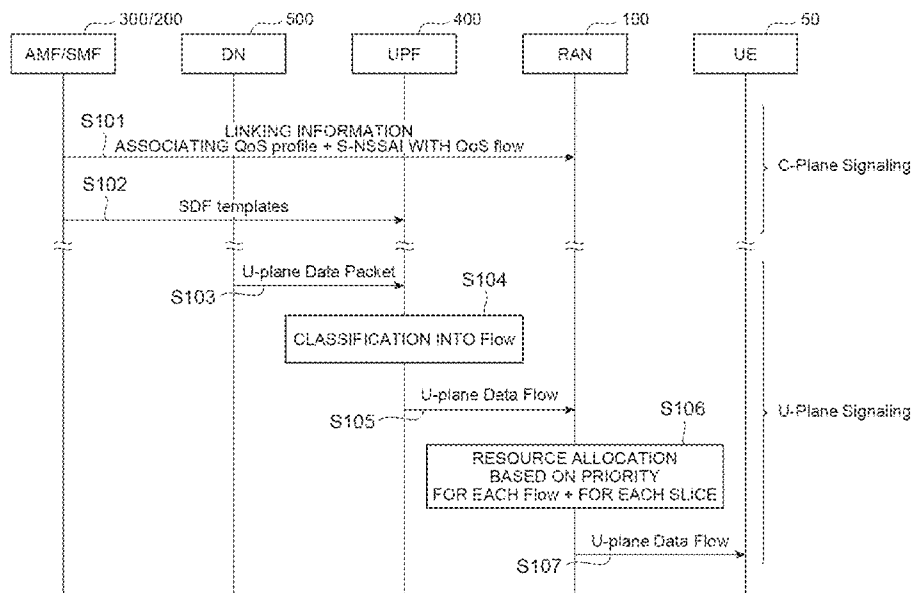 300/200
500
400
100
50
AMF/SMF
DN
UPF
RAN
UE
S101
LINKING INFORMATION
ASSOCIATING QoS profile + S-NSSAI WITH QoS flow
C-Plane Signaling
S102
SDF templates
U-plane Data Packet
S103
S104
CLASSIFICATION INTO Flow
U-plane Data Flow
S105
S106
U-Plane Signaling
RESOURCE ALLOCATION
BASED ON PRIORITY
FOR EACH Flow + FOR EACH SLICE
U-plane Data Flow
S107